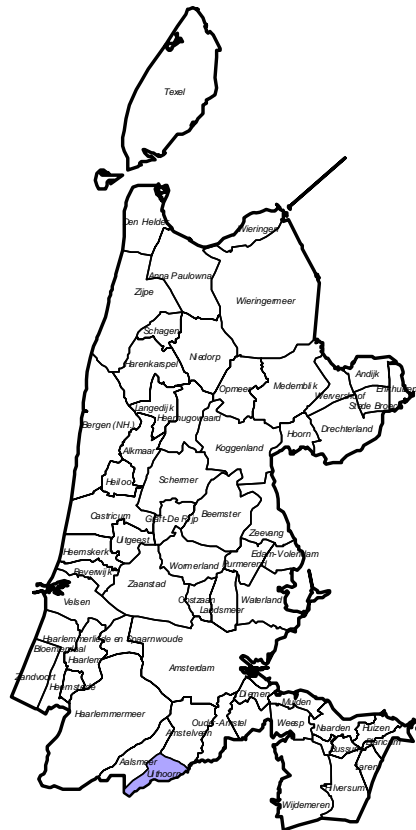 Texel
Den Helder
Wieringen
Anna Paulowna
Zijpe
Wieringermeer
Schagen
Niedorp
Harenkarspel
Opmeer
Medemblik
Andijk
Enkhuizen
Wervershoof
Stede Broec
Langedijk
Heerhugowaard
Bergen (NH.)
Drechterland
Hoorn
Alkmaar
Koggenland
Schermer
Heiloo
Beemster
Castricum
Graft-De Rijp
Zeevang
Uitgeest
Heemskerk
Edam-Volendam
Wormerland
Purmerend
Beverwijk
Zaanstad
Velsen
Oostzaan
Landsmeer
Waterland
Haarlemmerliede en Spaarnwoude
Bloemendaal
Haarlem
Amsterdam
Zandvoort
Heemstede
Diemen
Muiden
Haarlemmermeer
Ouder-Amstel
Weesp
Naarden
Huizen
Amstelveen
Bussum
Blaricum
Aalsmeer
Laren
Uithoorn
Hilversum
Wijdemeren